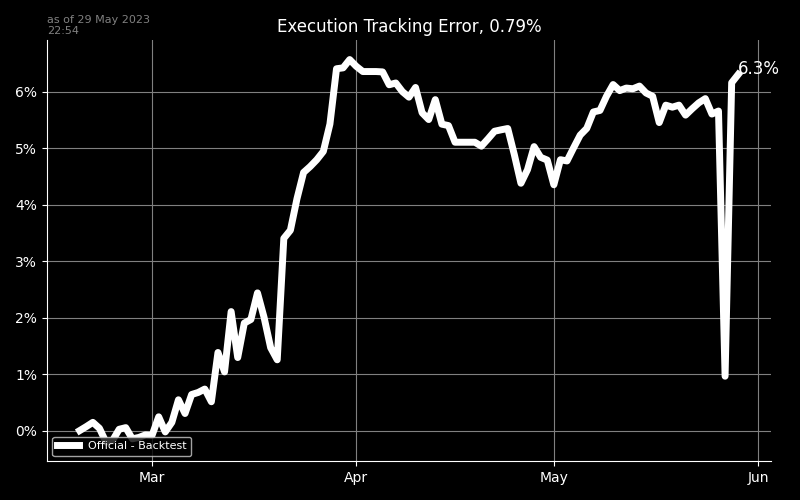 as of 29 May 2023
22:54
Execution Tracking Error, 0.79%
6.3%
6%
5%
4%
3%
2%
1%
0%
Official - Backtest
Mar
Apr
May
Jun